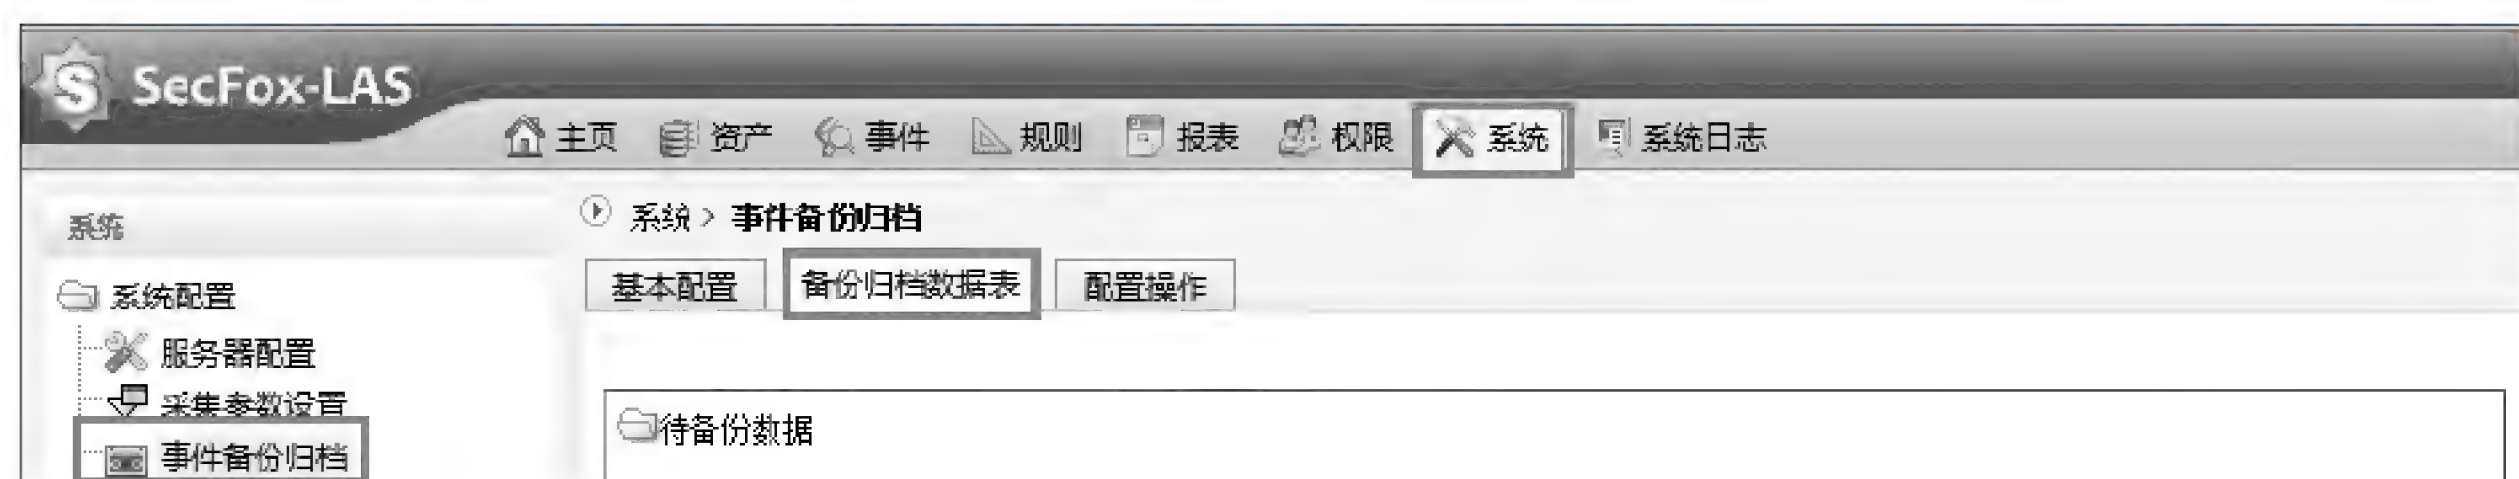 SecFox-LAS
主页 资产 事件 规则 报表 权限 系统 系统日志
系统
系统 > 事件备份归档
基本配置 备份归档数据表 配置操作
系统配置
服务器配置
采集参数设置
事件备份归档
待备份数据